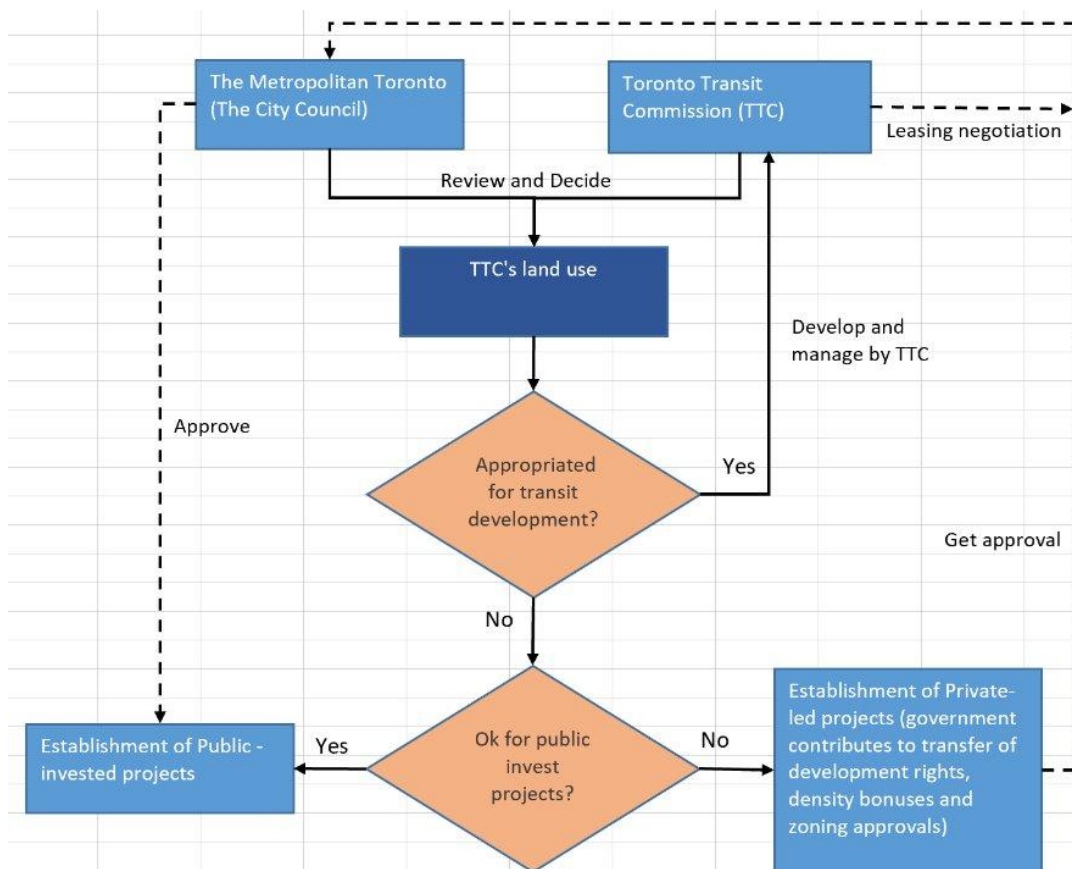 The Metropolitan Toronto
(The City Council)
Toronto Transit
Commission (TTC)
Leasing negotiation
Review and Decide
TTC's land use
Develop and
manage by TTC
Approve
Appropriated
for transit
development?
Yes
Get approval
No
Establishment of Public -
invested projects
Yes
Ok for public
invest
projects?
No
Establishment of Private-
led projects (government
contributes to transfer of
development rights,
density bonuses and
zoning approvals)